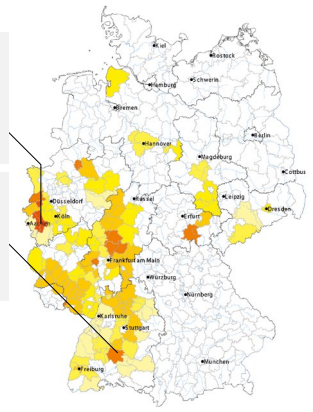 Kiel
Rostock
Schwerin
Hamburg
Bremen
Berlin
Hannover
Magdeburg
Cottbus
Leipzig
Düsseldorf
Kassel
Dresden
Köln
Erfurt
Aachen
Frankfurt am Main
Würzburg
Nürnberg
Karlsruhe
Stuttgart
München
Freiburg